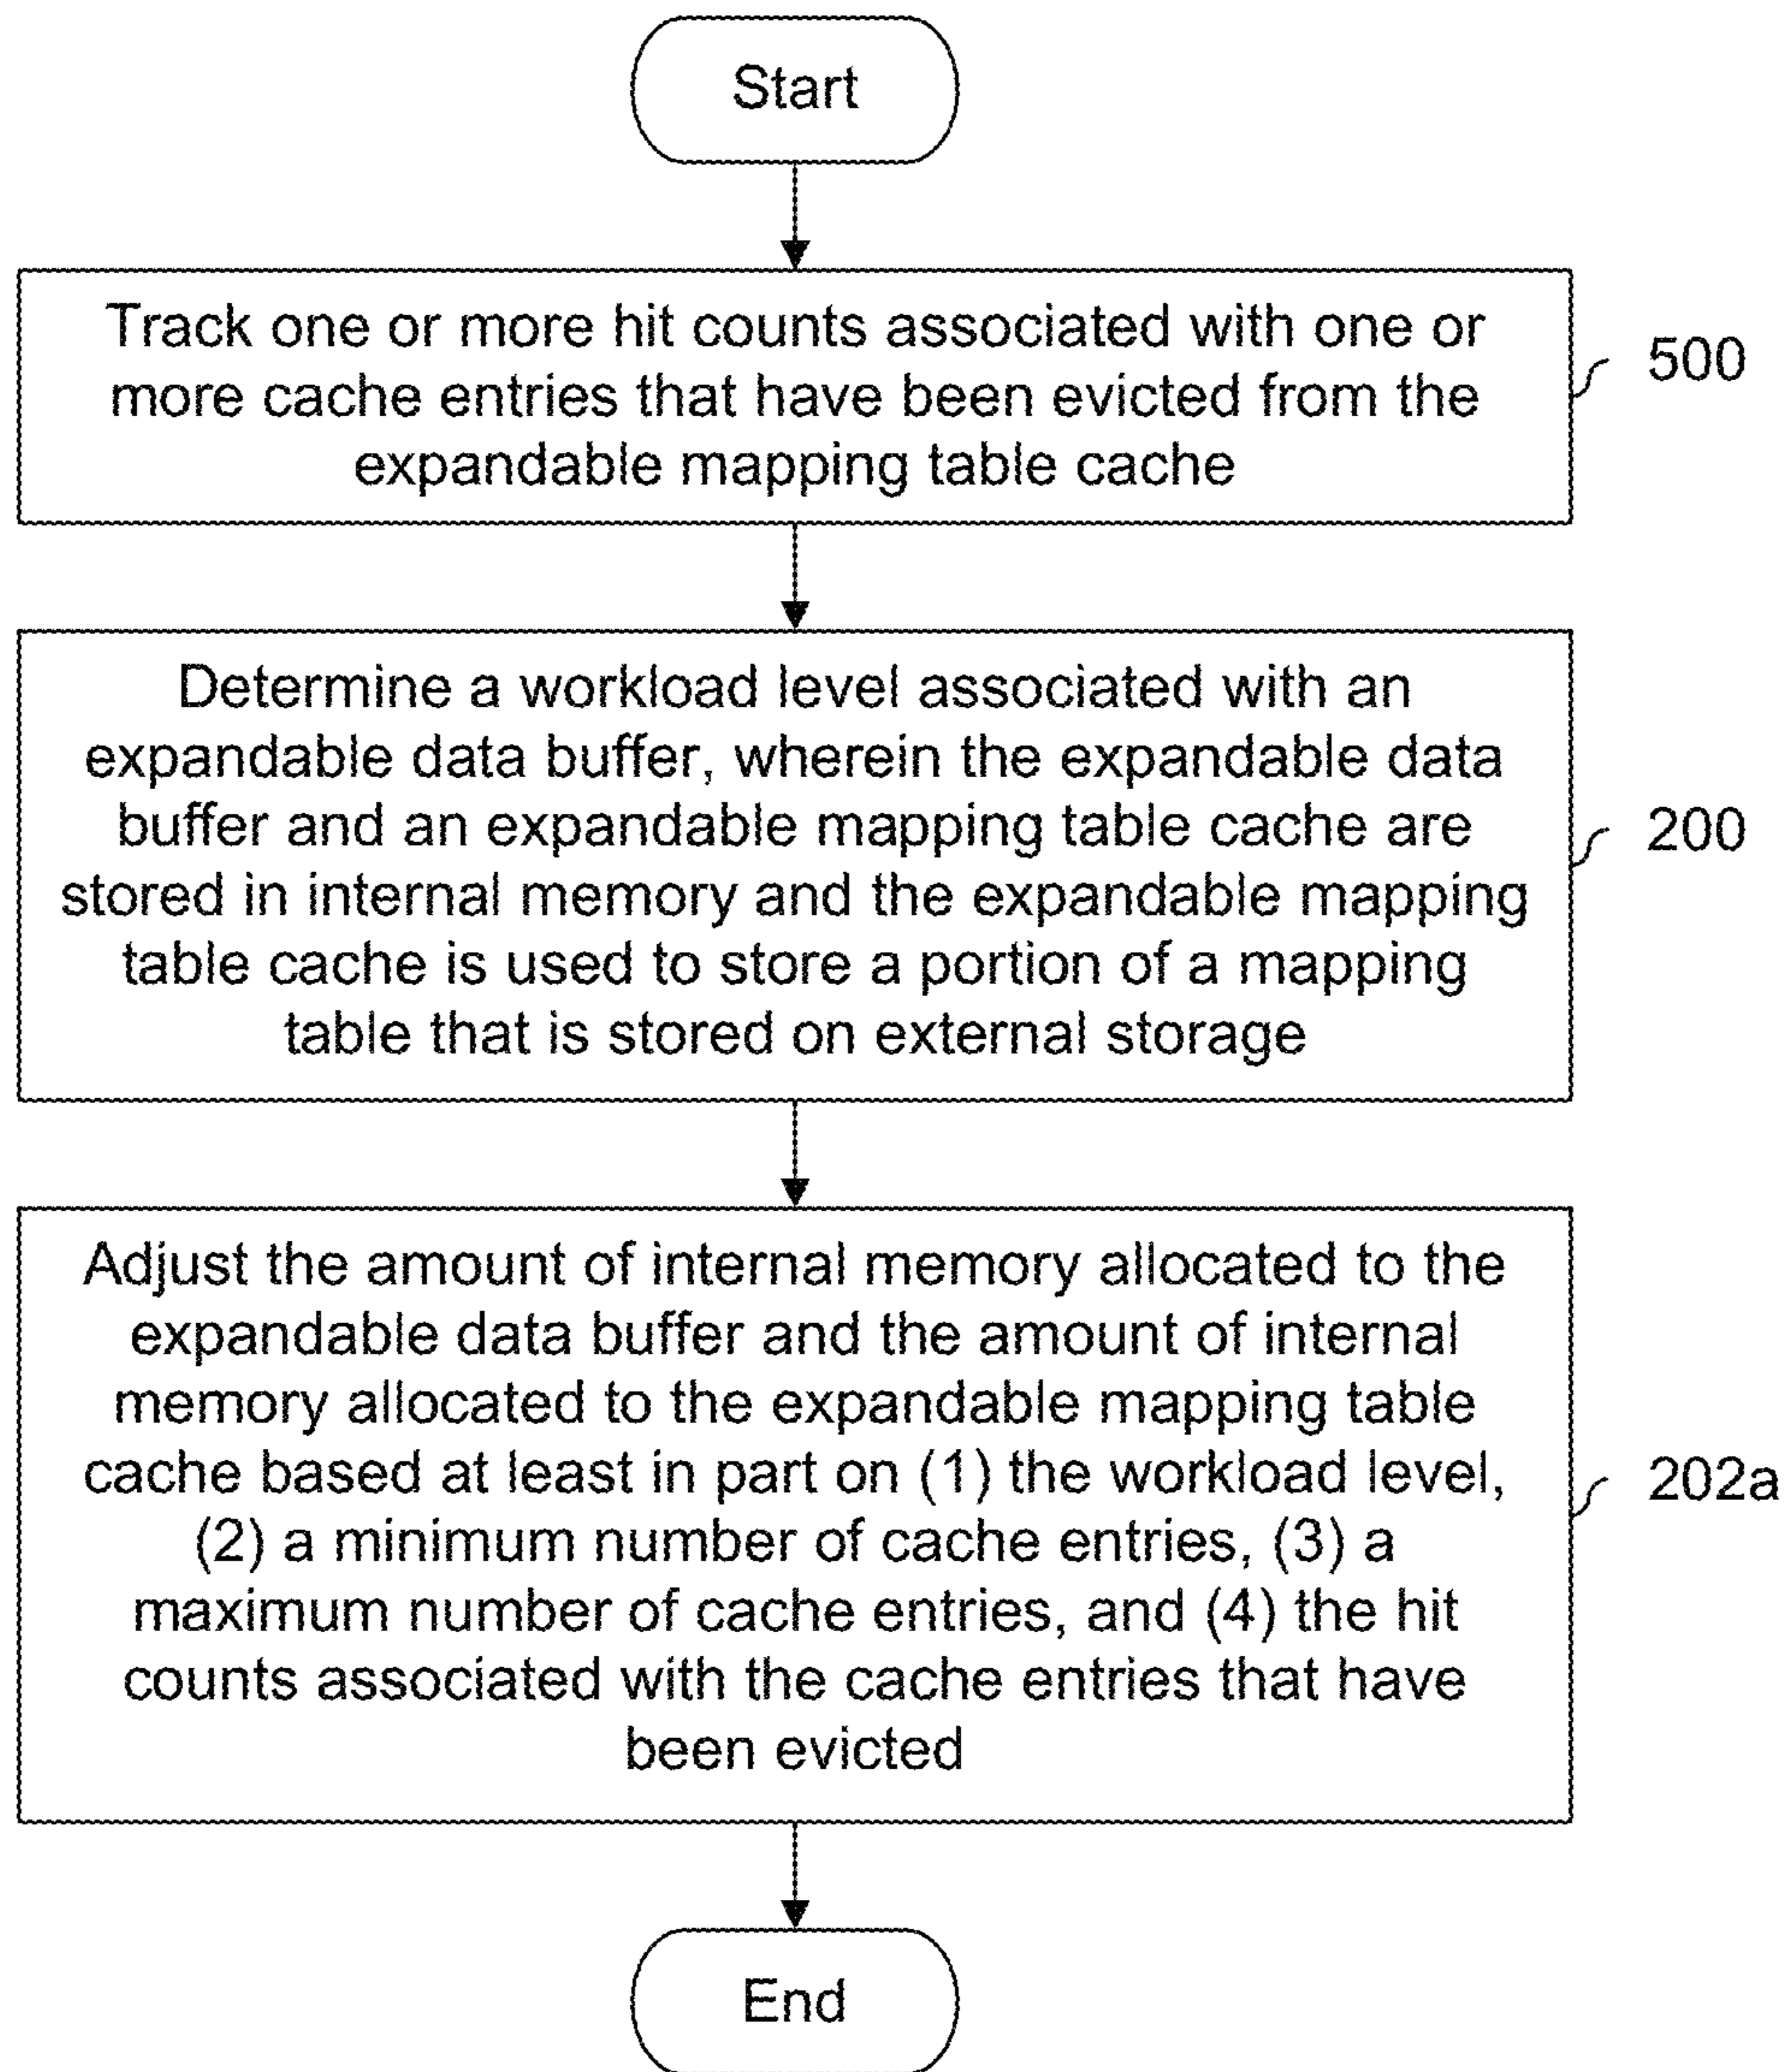 Start
Track one or more hit counts associated with one or
more cache entries that have been evicted from the
expandable mapping table cache
500
Determine a workload level associated with an
expandable data buffer, wherein the expandable data
buffer and an expandable mapping table cache are
stored in internal memory and the expandable mapping
table cache is used to store a portion of a mapping
table that is stored on external storage
200
Adjust the amount of internal memory allocated to the
expandable data buffer and the amount of internal
memory allocated to the expandable mapping table
cache based at least in part on (1) the workload level,
(2) a minimum number of cache entries, (3) a
maximum number of cache entries, and (4) the hit
counts associated with the cache entries that have
been evicted
202a
End